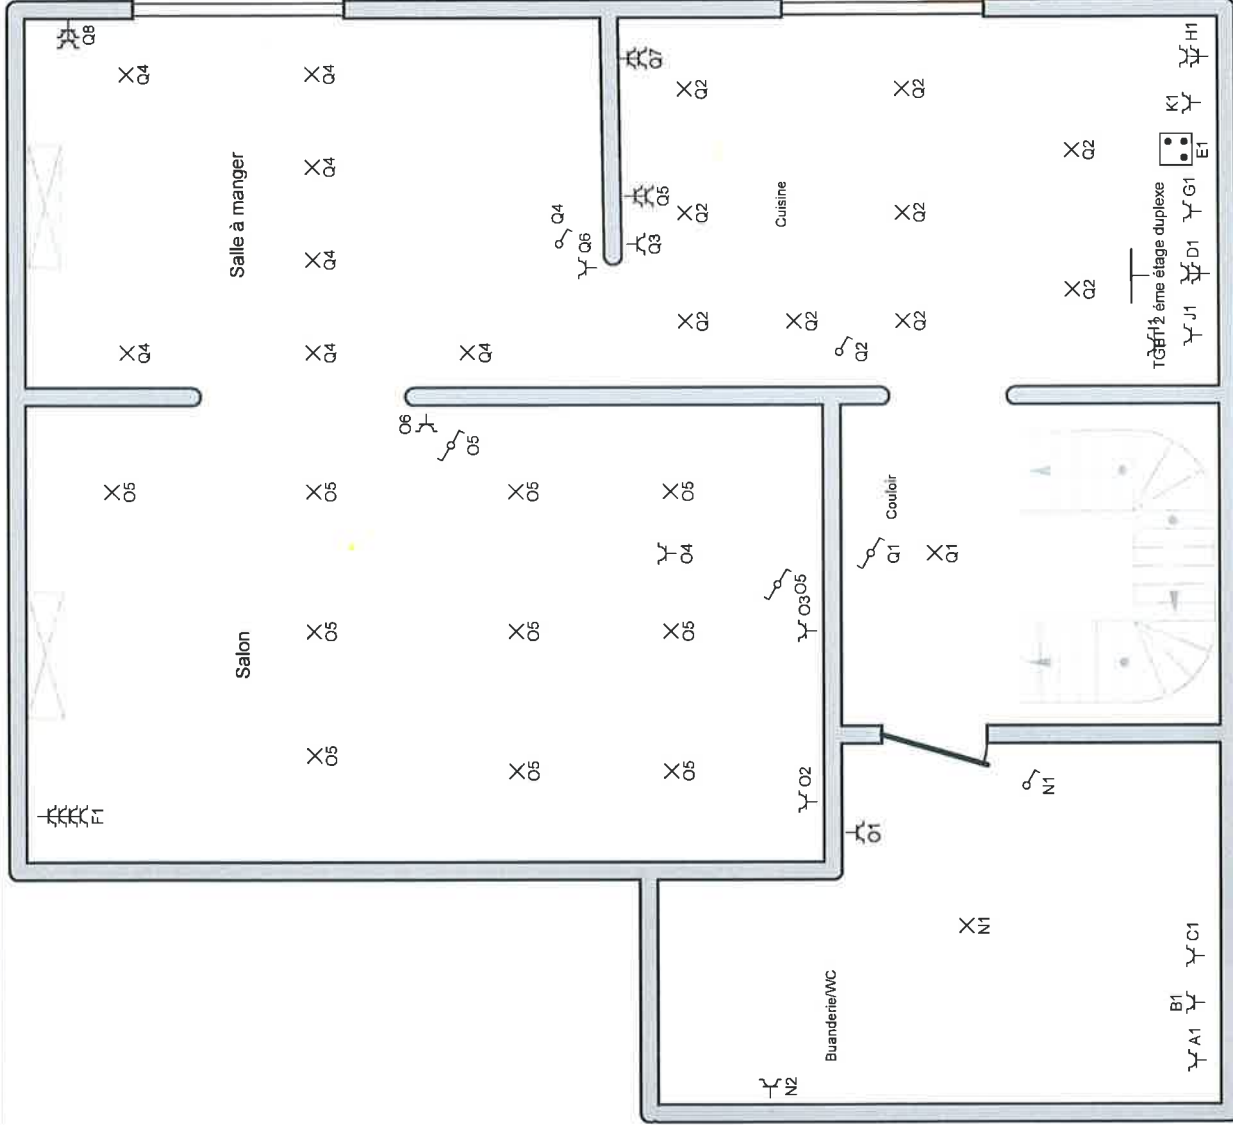 F1
Q8
O5
Q4
Q4
Salon
Salle à manger
O5
O5
O5
Q4
Q4
Q4
Q4
O6
O5
Q4
O5
O5
O5
Q4
Q6
Q3
Q5
Q7
O5
O5
O4
O5
Q2
Q2
Q2
Cuisine
N2
O2
O3
O5
Q2
Buanderie/WC
Q2
O1
Q1
Couloir
Q2
Q2
Q2
Q1
N1
N1
Q2
Q2
I1
TGBT 2 éme étage duplexe
B1
K1
A1
C1
J1
D1
G1
E1
H1